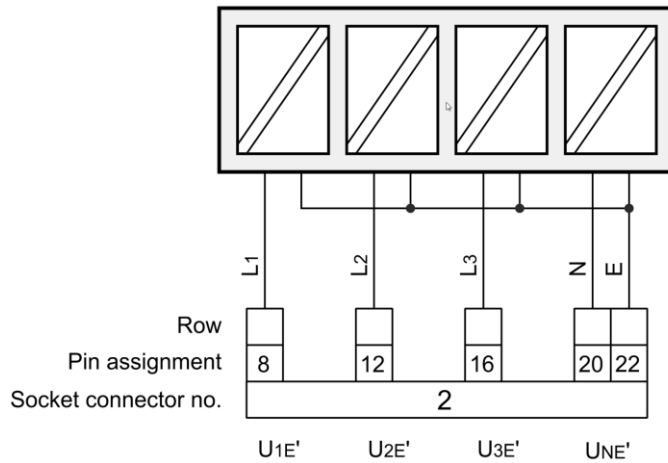 L1 L2 L3 N E
Row
Pin assignment 8 12 16 20 22
Socket connector no. 2
U1E' U2E' U3E' UNE'